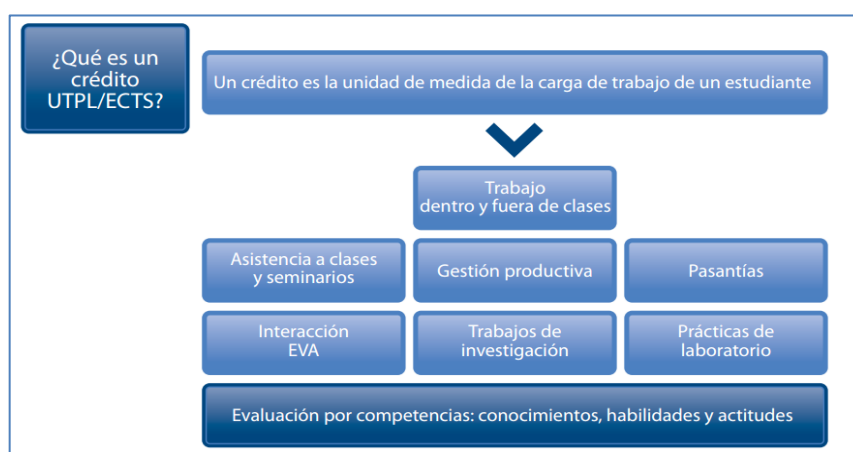 ¿Qué es un
crédito
UTPL/ECTS?
Un crédito es la unidad de medida de la carga de trabajo de un estudiante
Trabajo
dentro y fuera de clases
Asistencia a clases
y seminarios
Gestión productiva
Pasantías
Interacción
EVA
Trabajos de
investigación
Prácticas de
laboratorio
Evaluación por competencias: conocimientos, habilidades y actitudes